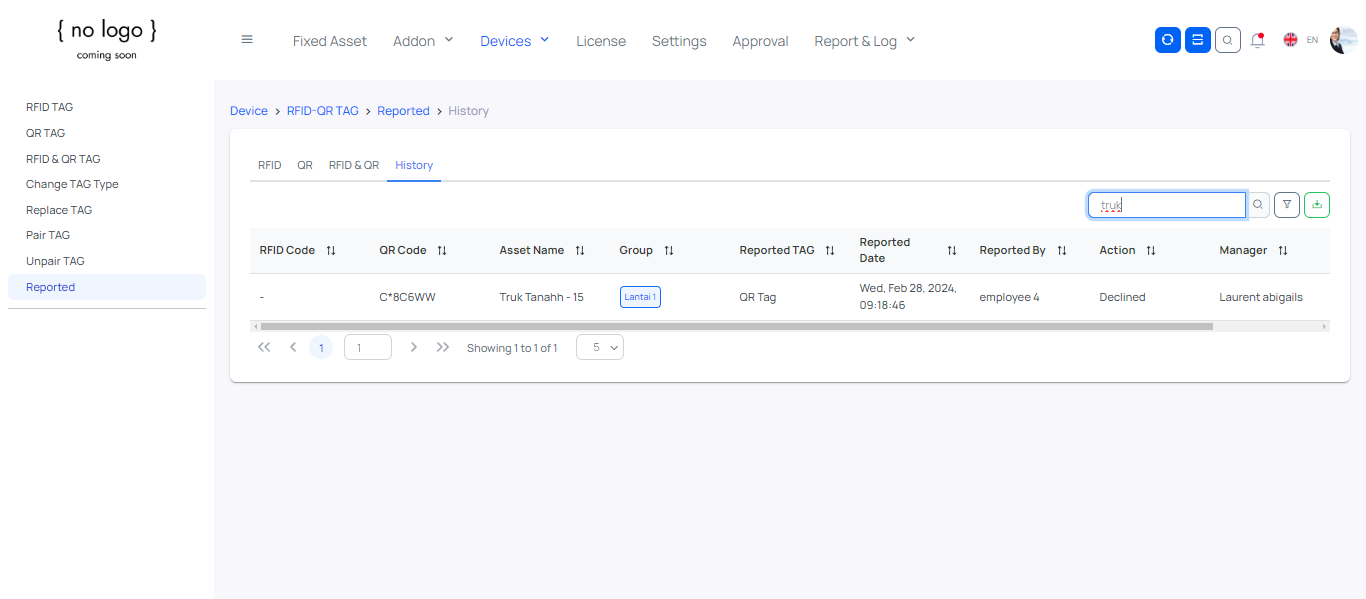 { no logo }
coming soon
Fixed Asset Addon Devices License Settings Approval Report & Log EN
RFID TAG
QR TAG
RFID & QR TAG
Change TAG Type
Replace TAG
Pair TAG
Unpair TAG
Reported
Device > RFID-QR TAG > Reported > History
RFID QR RFID & QR History
truk
RFID Code QR Code Asset Name Group Reported TAG Reported Date Reported By Action Manager
- C*8C6WW Truk Tanahh - 15 Lantai 1 QR Tag Wed, Feb 28, 2024, 09:18:46 employee 4 Declined Laurent abigails
1 1 Showing 1 to 1 of 1 5